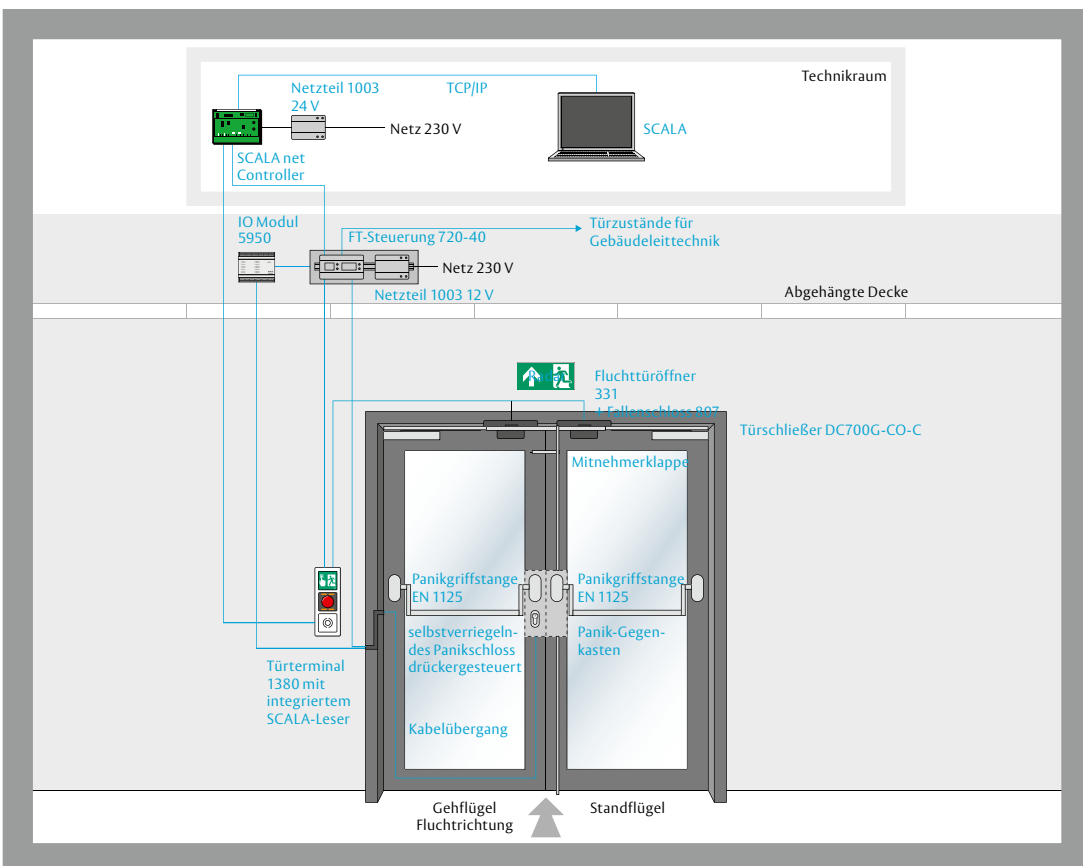 Technikraum
Netzteil 1003
24 V
TCP/IP
Netz 230 V
SCALA
SCALA net
Controller
IO Modul
5950
FT-Steuerung 720-40
Türzustände für
Gebäudeleittechnik
Netz 230 V
Netzteil 1003 12 V
Abgehängte Decke
Fluchttüröffner
331
+ Fallenschloss 807
Türschließer DC700G-CO-C
Mitnehmerklappe
Panikgriffstange
EN 1125
Panikgriffstange
EN 1125
selbstverriegeln-
des Panikschloss
drückergesteuert
Panik-Gegen-
kasten
Türterminal
1380 mit
integriertem
SCALA-Leser
Kabelübergang
Gehflügel
Fluchtrichtung
Standflügel